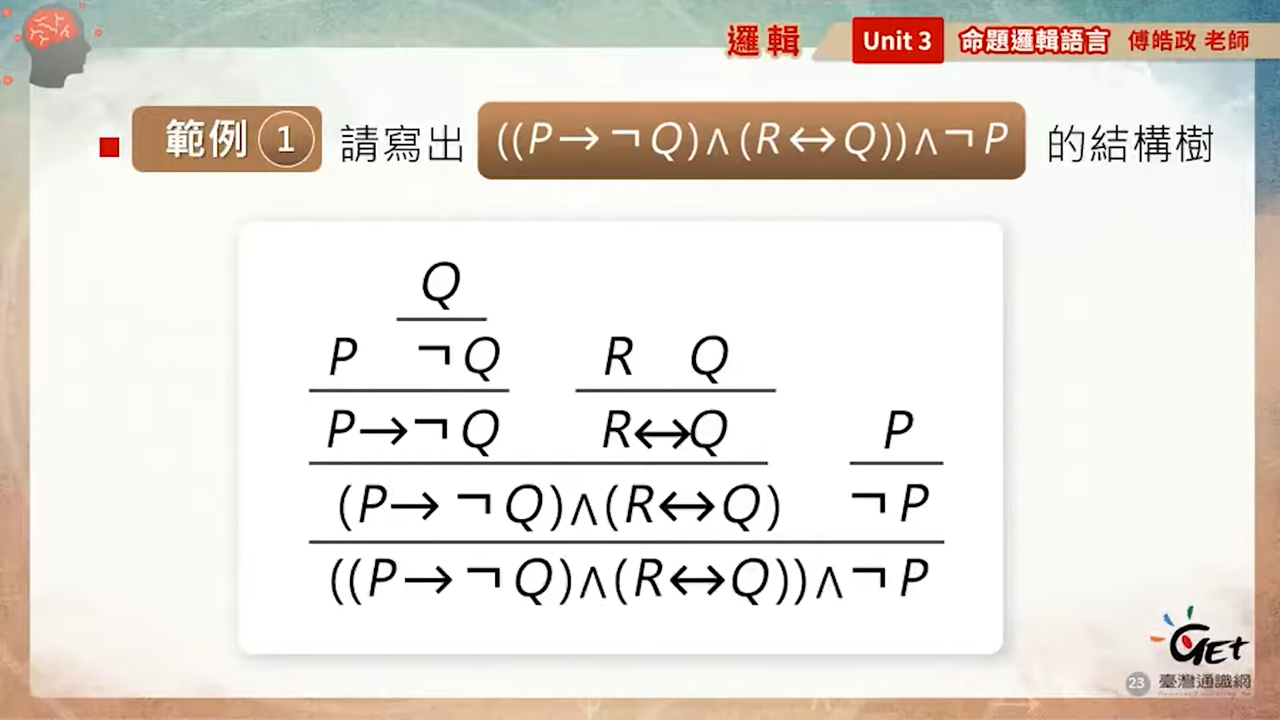 邏輯 Unit 3 命題邏輯語言 傅皓政 老師
範例 1 請寫出 ((P→¬Q)∧(R↔Q))∧¬P 的結構樹
Q
P ¬Q R Q
P→¬Q R↔Q P
(P→¬Q)∧(R↔Q) ¬P
((P→¬Q)∧(R↔Q))∧¬P
GET
23 臺灣通識網